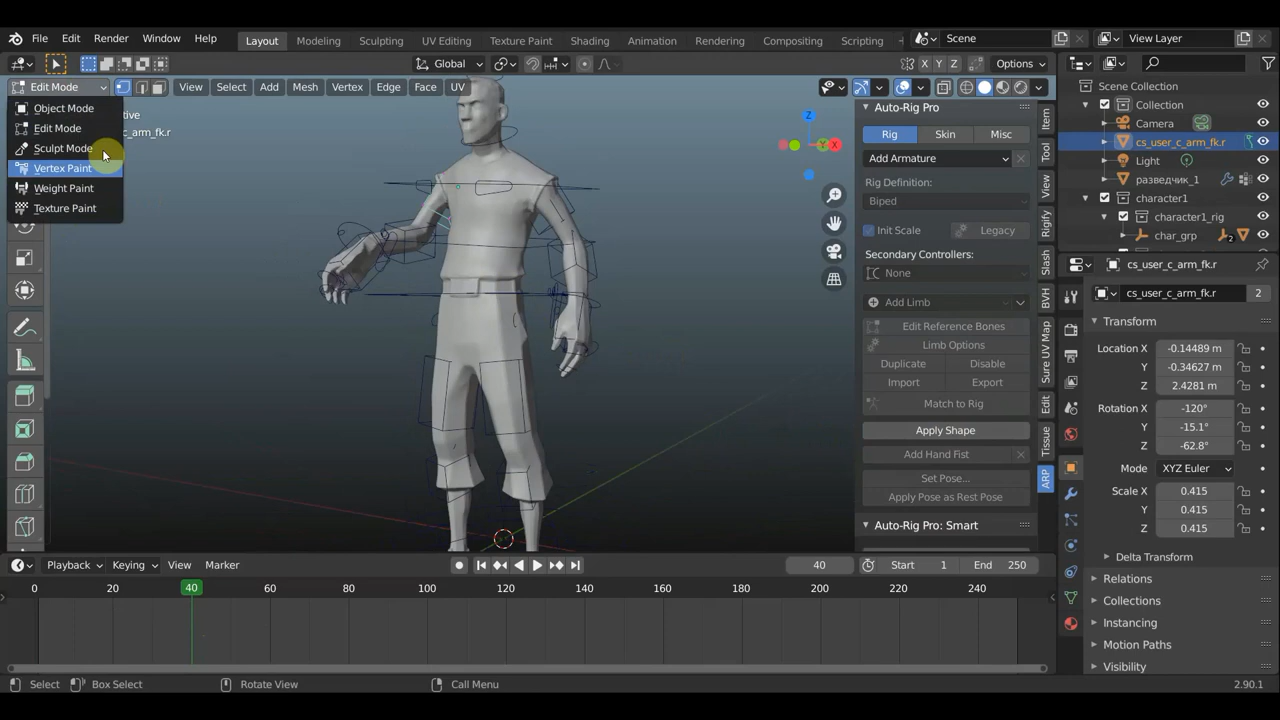 File Edit Render Window Help Layout Modeling Sculpting UV Editing Texture Paint Shading Animation Rendering Compositing Scripting Scene View Layer
Global X Y Z Options
Edit Mode View Select Add Mesh Vertex Edge Face UV
Object Mode
Edit Mode
Sculpt Mode
Vertex Paint
Weight Paint
Texture Paint
tive
c_arm_fk.r
Z
Y
X
Auto-Rig Pro
Rig Skin Misc
Add Armature
Rig Definition:
Biped
Init Scale Legacy
Secondary Controllers:
None
Add Limb
Edit Reference Bones
Limb Options
Duplicate Disable
Import Export
Match to Rig
Apply Shape
Add Hand Fist
Set Pose...
Apply Pose as Rest Pose
Auto-Rig Pro: Smart
Item
Tool
View
Rigify
Slash
BVH
Sure UV Map
Edit
Tissue
ARP
Scene Collection
Collection
Camera
cs_user_c_arm_fk.r
Light
разведчик_1
character1
character1_rig
char_grp 2
cs_user_c_arm_fk.r
cs_user_c_arm_fk.r 2
Transform
Location X -0.14489 m
Y -0.34627 m
Z 2.4281 m
Rotation X -120°
Y -15.1°
Z -62.8°
Mode XYZ Euler
Scale X 0.415
Y 0.415
Z 0.415
Delta Transform
Relations
Collections
Instancing
Motion Paths
Visibility
Playback Keying View Marker 40 Start 1 End 250
0 20 40 60 80 100 120 140 160 180 200 220 240
Select Box Select Rotate View Call Menu 2.90.1